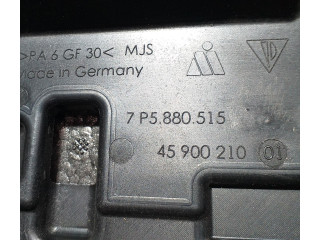 >PA 6 GF 30< MJS
Made in Germany
7 P5.880.515
45 900 210 01